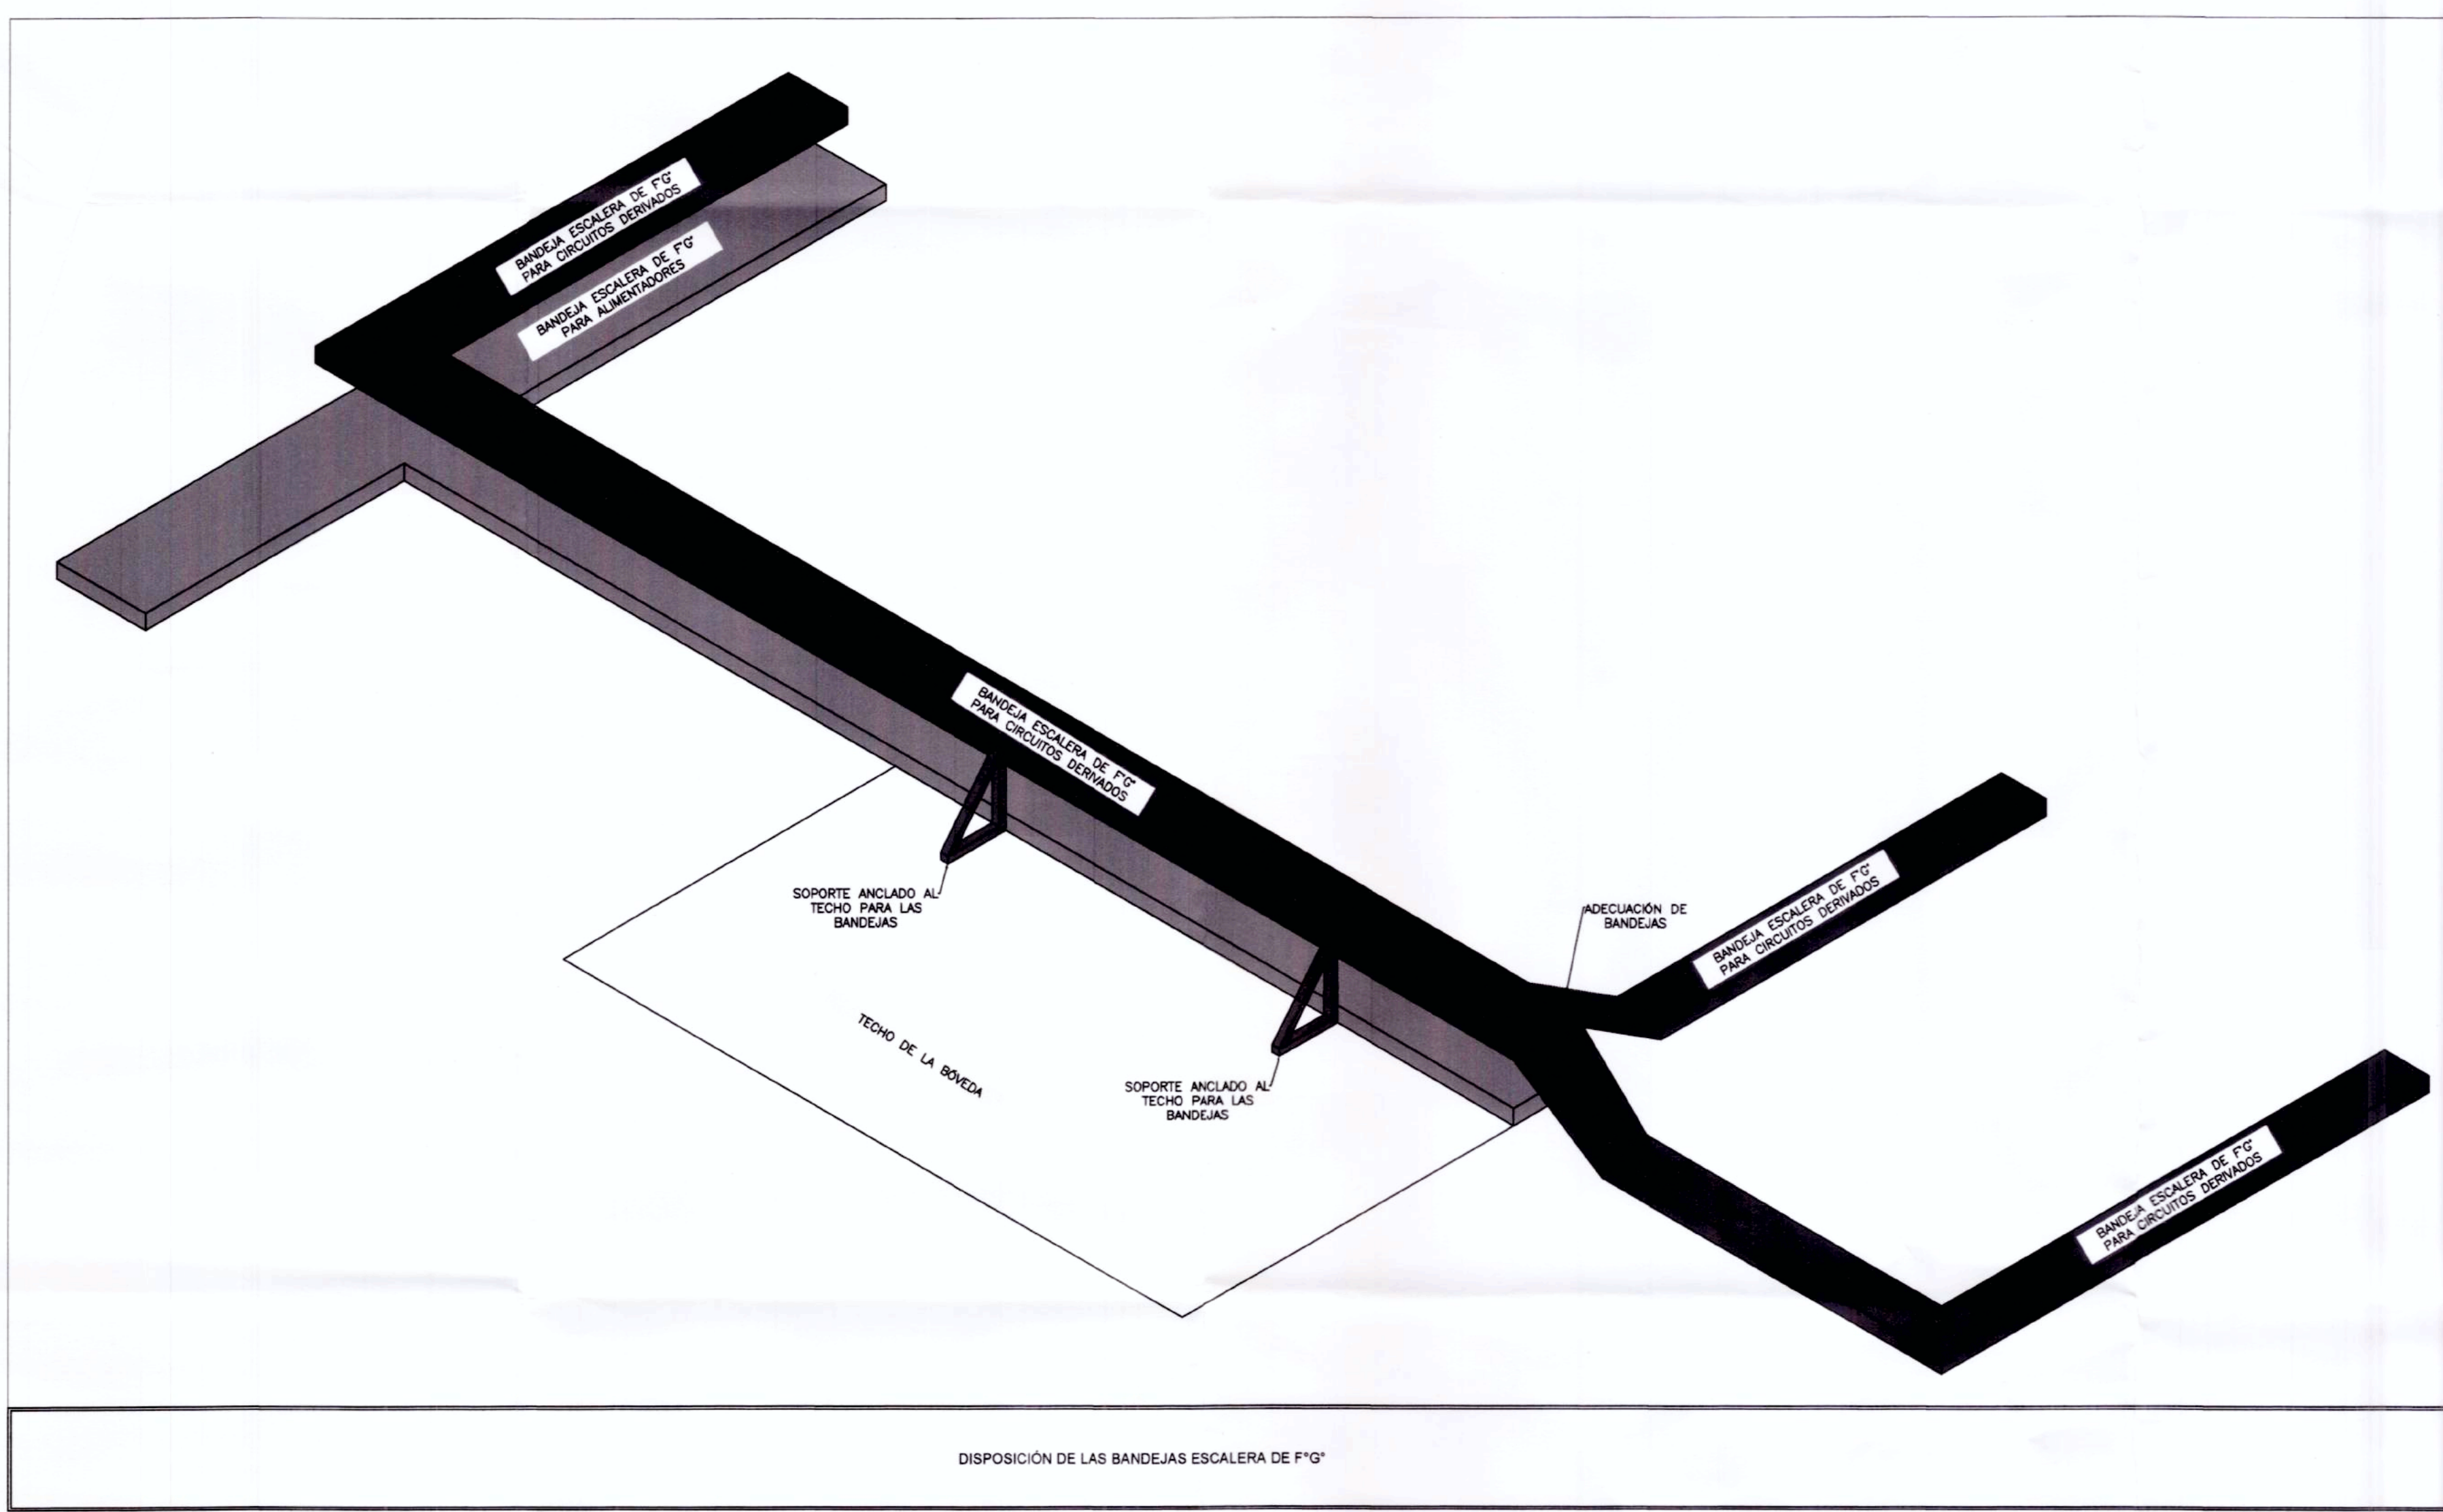 BANDEJA ESCALERA DE F°G°
PARA CIRCUITOS DERIVADOS
BANDEJA ESCALERA DE F°G°
PARA ALIMENTADORES
BANDEJA ESCALERA DE F°G°
PARA CIRCUITOS DERIVADOS
SOPORTE ANCLADO AL
TECHO PARA LAS
BANDEJAS
ADECUACIÓN DE
BANDEJAS
BANDEJA ESCALERA DE F°G°
PARA CIRCUITOS DERIVADOS
TECHO DE LA BÓVEDA
SOPORTE ANCLADO AL
TECHO PARA LAS
BANDEJAS
BANDEJA ESCALERA DE F°G°
PARA CIRCUITOS DERIVADOS
DISPOSICIÓN DE LAS BANDEJAS ESCALERA DE F°G°